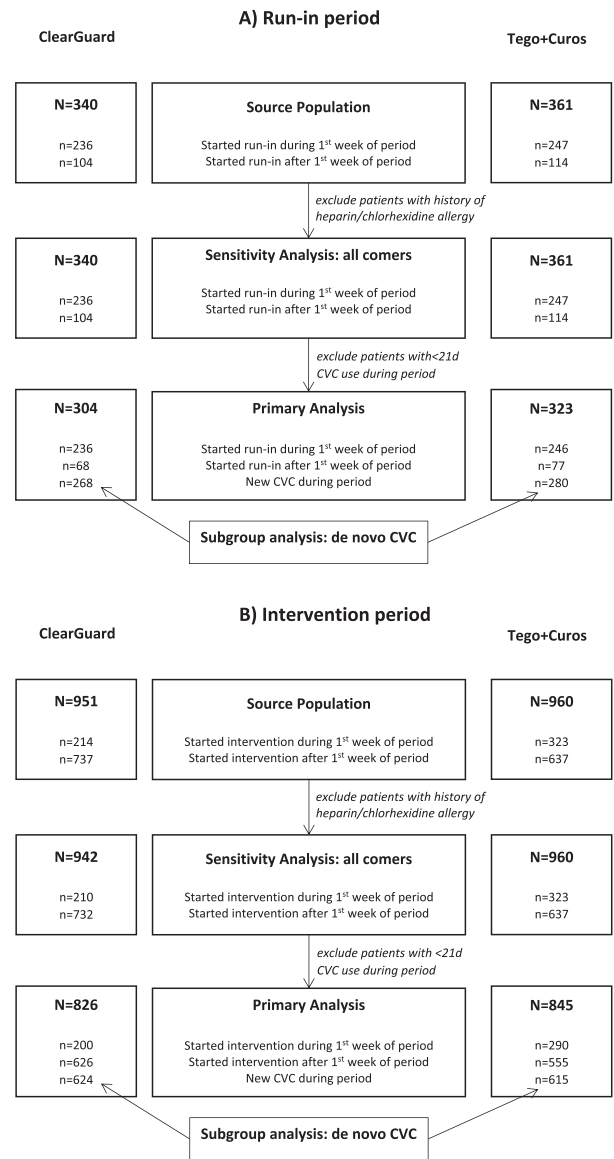 A) Run-in period
ClearGuard
Tego+Curos
N=340
n=236
n=104
Source Population
Started run-in during 1st week of period
Started run-in after 1st week of period
N=361
n=247
n=114
exclude patients with history of
heparin/chlorhexidine allergy
N=340
n=236
n=104
Sensitivity Analysis: all comers
Started run-in during 1st week of period
Started run-in after 1st week of period
N=361
n=247
n=114
exclude patients with<21d
CVC use during period
N=304
n=236
n=68
n=268
Primary Analysis
Started run-in during 1st week of period
Started run-in after 1st week of period
New CVC during period
N=323
n=246
n=77
n=280
Subgroup analysis: de novo CVC
B) Intervention period
ClearGuard
Tego+Curos
N=951
n=214
n=737
Source Population
Started intervention during 1st week of period
Started intervention after 1st week of period
N=960
n=323
n=637
exclude patients with history of
heparin/chlorhexidine allergy
N=942
n=210
n=732
Sensitivity Analysis: all comers
Started intervention during 1st week of period
Started intervention after 1st week of period
N=960
n=323
n=637
exclude patients with <21d
CVC use during period
N=826
n=200
n=626
n=624
Primary Analysis
Started intervention during 1st week of period
Started intervention after 1st week of period
New CVC during period
N=845
n=290
n=555
n=615
Subgroup analysis: de novo CVC